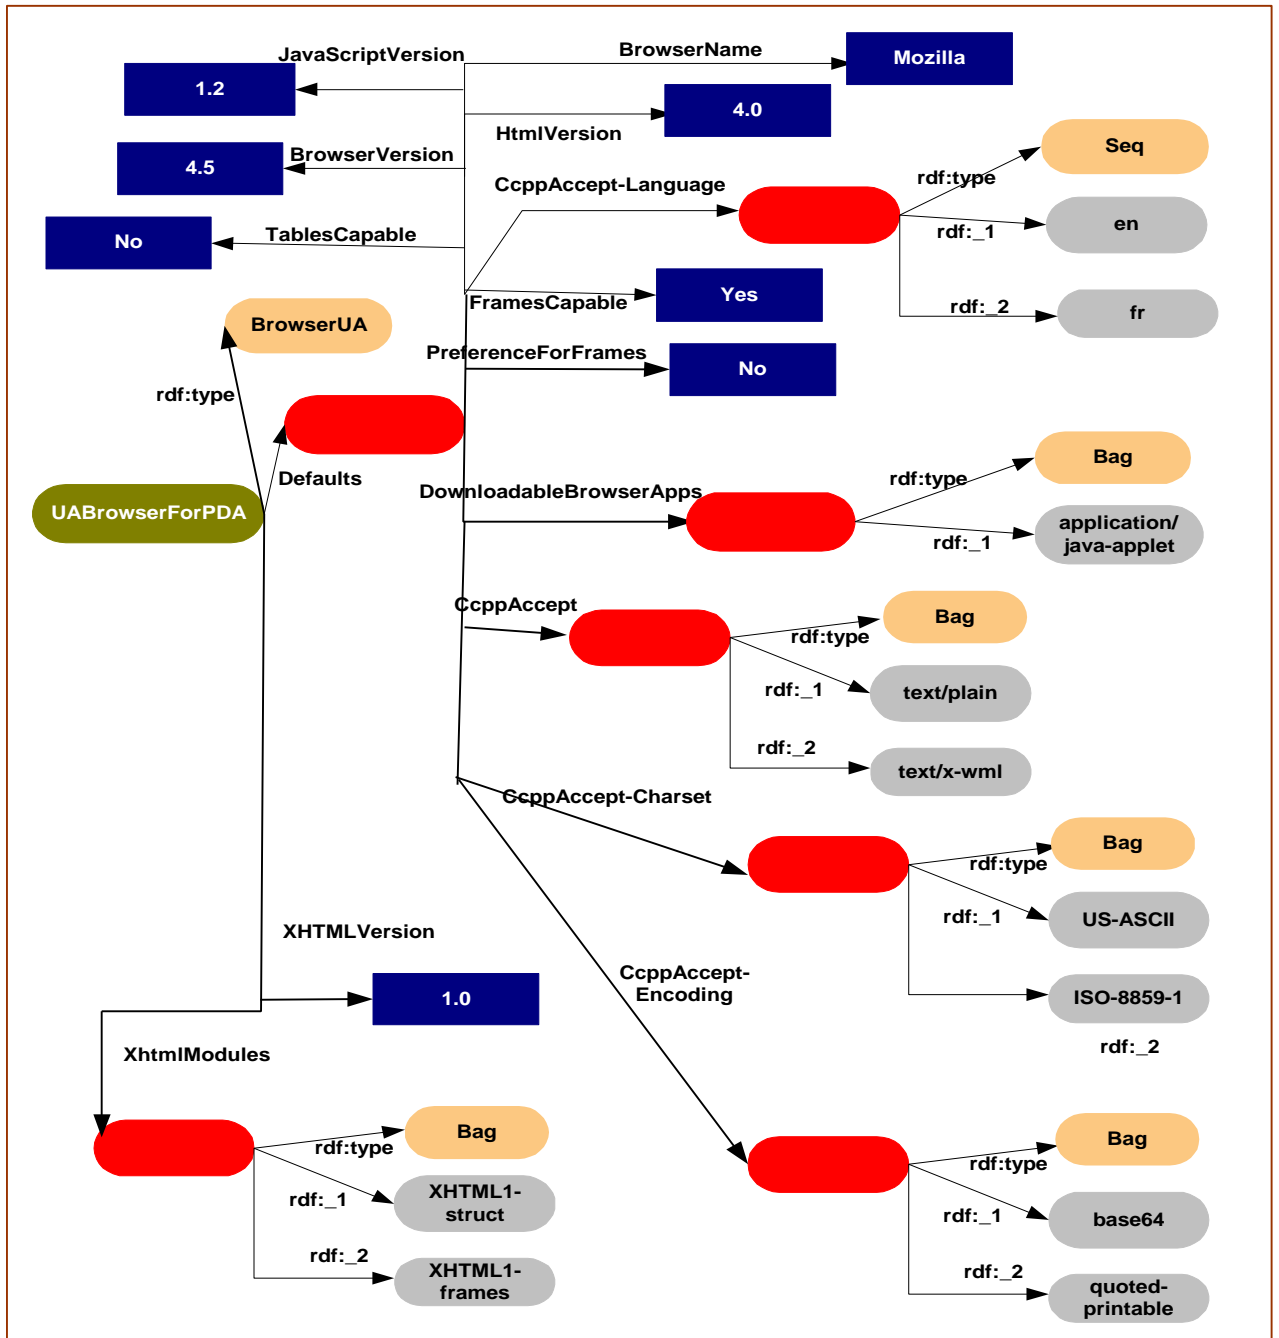 BrowserName
JavaScriptVersion
Mozilla
1.2
4.0
HtmlVersion
BrowserVersion
4.5
Seq
rdf:type
CcppAccept-Language
en
rdf:_1
No
TablesCapable
FramesCapable
Yes
rdf:_2
fr
BrowserUA
PreferenceForFrames
No
rdf:type
Defaults
UABrowserForPDA
DownloadableBrowserApps
rdf:type
Bag
application/
java-applet
rdf:_1
CcppAccept
Bag
rdf:type
rdf:_1
text/plain
rdf:_2
text/x-wml
CcppAccept-Charset
Bag
rdf:type
rdf:_1
US-ASCII
ISO-8859-1
rdf:_2
XHTMLVersion
1.0
CcppAccept-
Encoding
XhtmlModules
Bag
rdf:type
rdf:_1
XHTML1-
struct
rdf:_2
XHTML1-
frames
Bag
rdf:type
rdf:_1
base64
rdf:_2
quoted-
printable